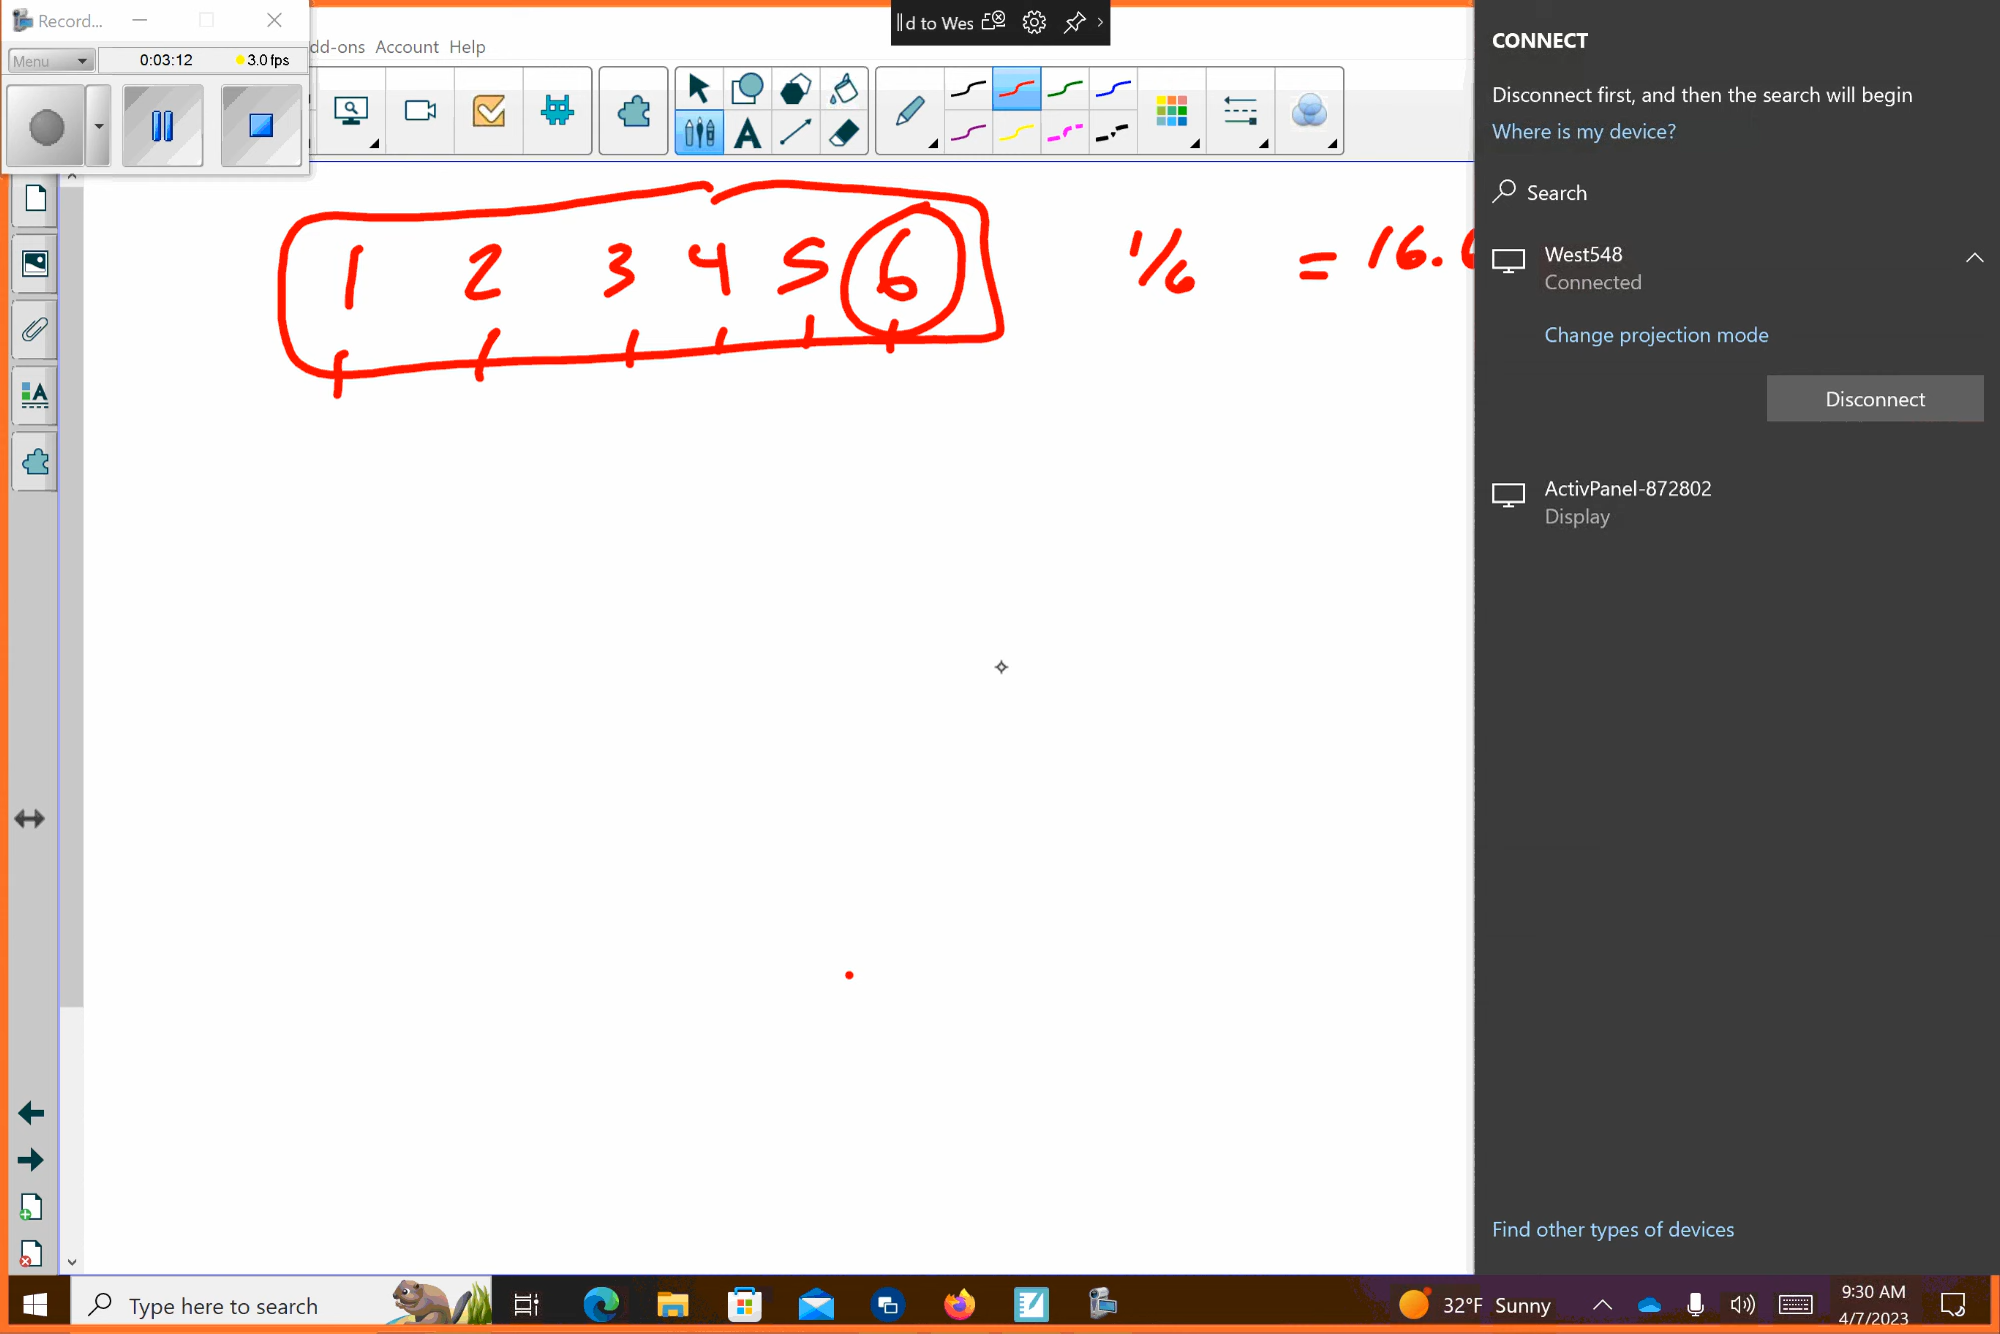 Record...
Menu
0:03:12
3.0 fps
dd-ons Account Help
d to Wes
1 2 3 4 5 6 1/6 = 16.
CONNECT
Disconnect first, and then the search will begin
Where is my device?
Search
West548
Connected
Change projection mode
Disconnect
ActivPanel-872802
Display
Find other types of devices
Type here to search
32°F Sunny
9:30 AM
4/7/2023